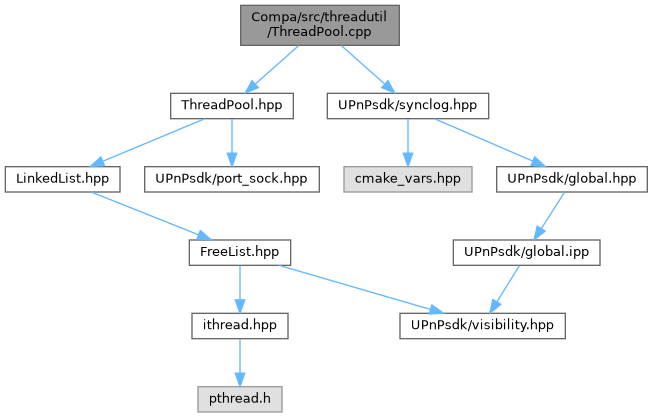 Compa/src/threadutil
/ThreadPool.cpp
ThreadPool.hpp
UPnPsdk/synclog.hpp
LinkedList.hpp
UPnPsdk/port_sock.hpp
cmake_vars.hpp
UPnPsdk/global.hpp
FreeList.hpp
UPnPsdk/global.ipp
ithread.hpp
UPnPsdk/visibility.hpp
pthread.h